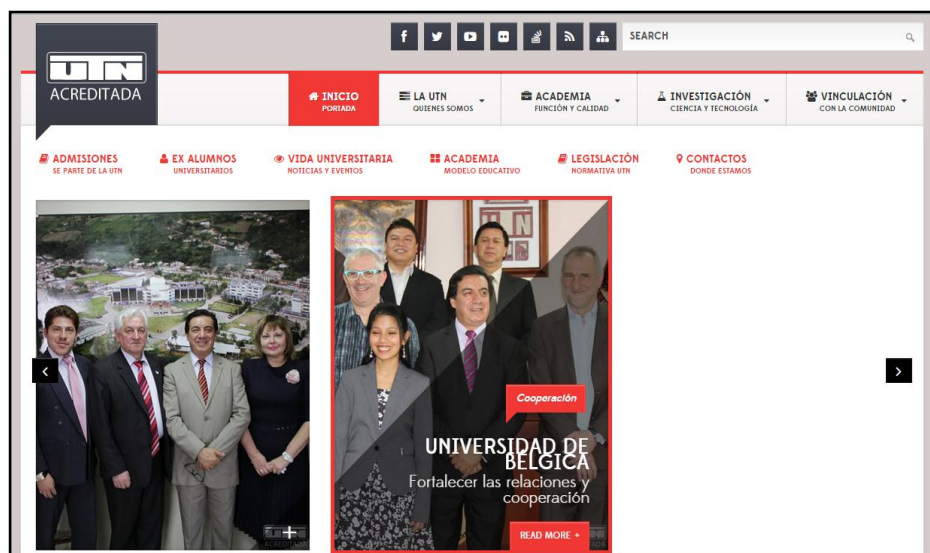 UTN
ACREDITADA
SEARCH
INICIO
PORTADA
LA UTN
QUIENES SOMOS
ACADEMIA
FUNCIÓN Y CALIDAD
INVESTIGACIÓN
CIENCIA Y TECNOLOGÍA
VINCULACIÓN
CON LA COMUNIDAD
ADMISIONES
SE PARTE DE LA UTN
EX ALUMNOS
UNIVERSITARIOS
VIDA UNIVERSITARIA
NOTICIAS Y EVENTOS
ACADEMIA
MODELO EDUCATIVO
LEGISLACIÓN
NORMATIVA UTN
CONTACTOS
DONDE ESTAMOS
Cooperación
UNIVERSIDAD DE
BÉLGICA
Fortalecer las relaciones y
cooperación
READ MORE +